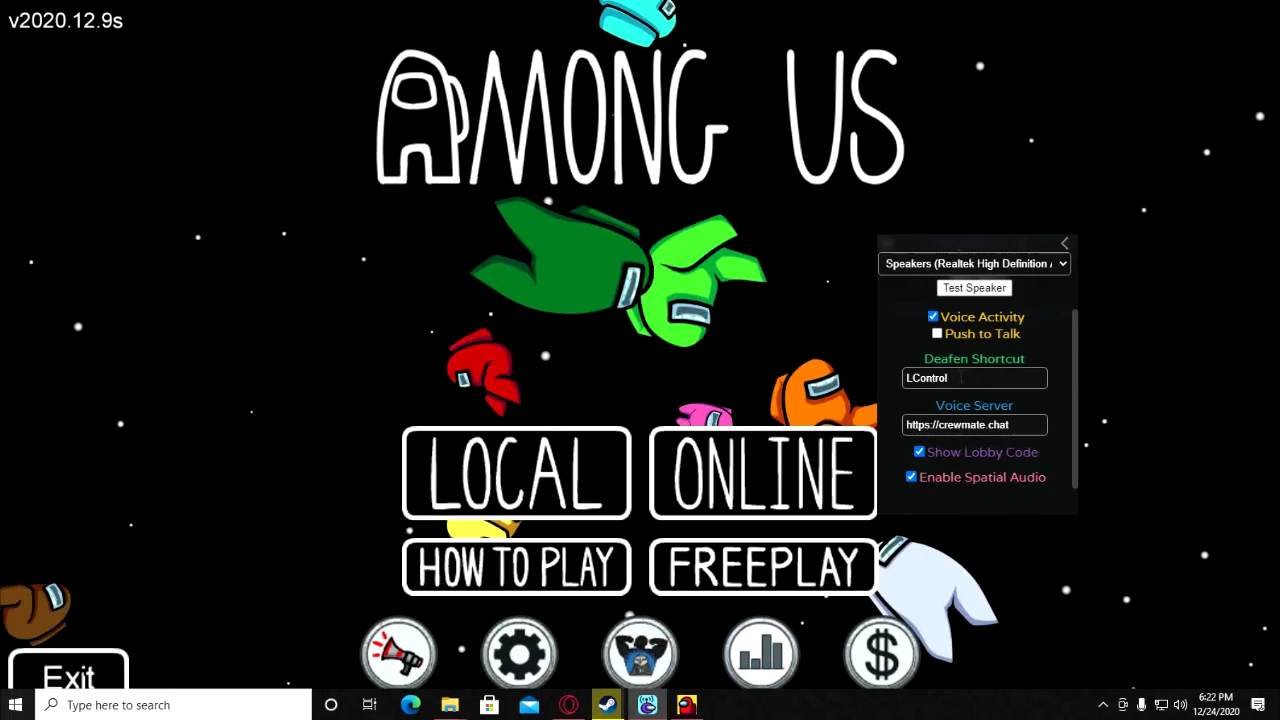 v2020.12.9s
AMONG US
Speakers (Realtek High Definition A
Test Speaker
Voice Activity
Push to Talk
Deafen Shortcut
LControl
Voice Server
https://crewmate.chat
Show Lobby Code
Enable Spatial Audio
LOCAL
ONLINE
HOW TO PLAY
FREEPLAY
Exit
Type here to search
6:22 PM
12/24/2020